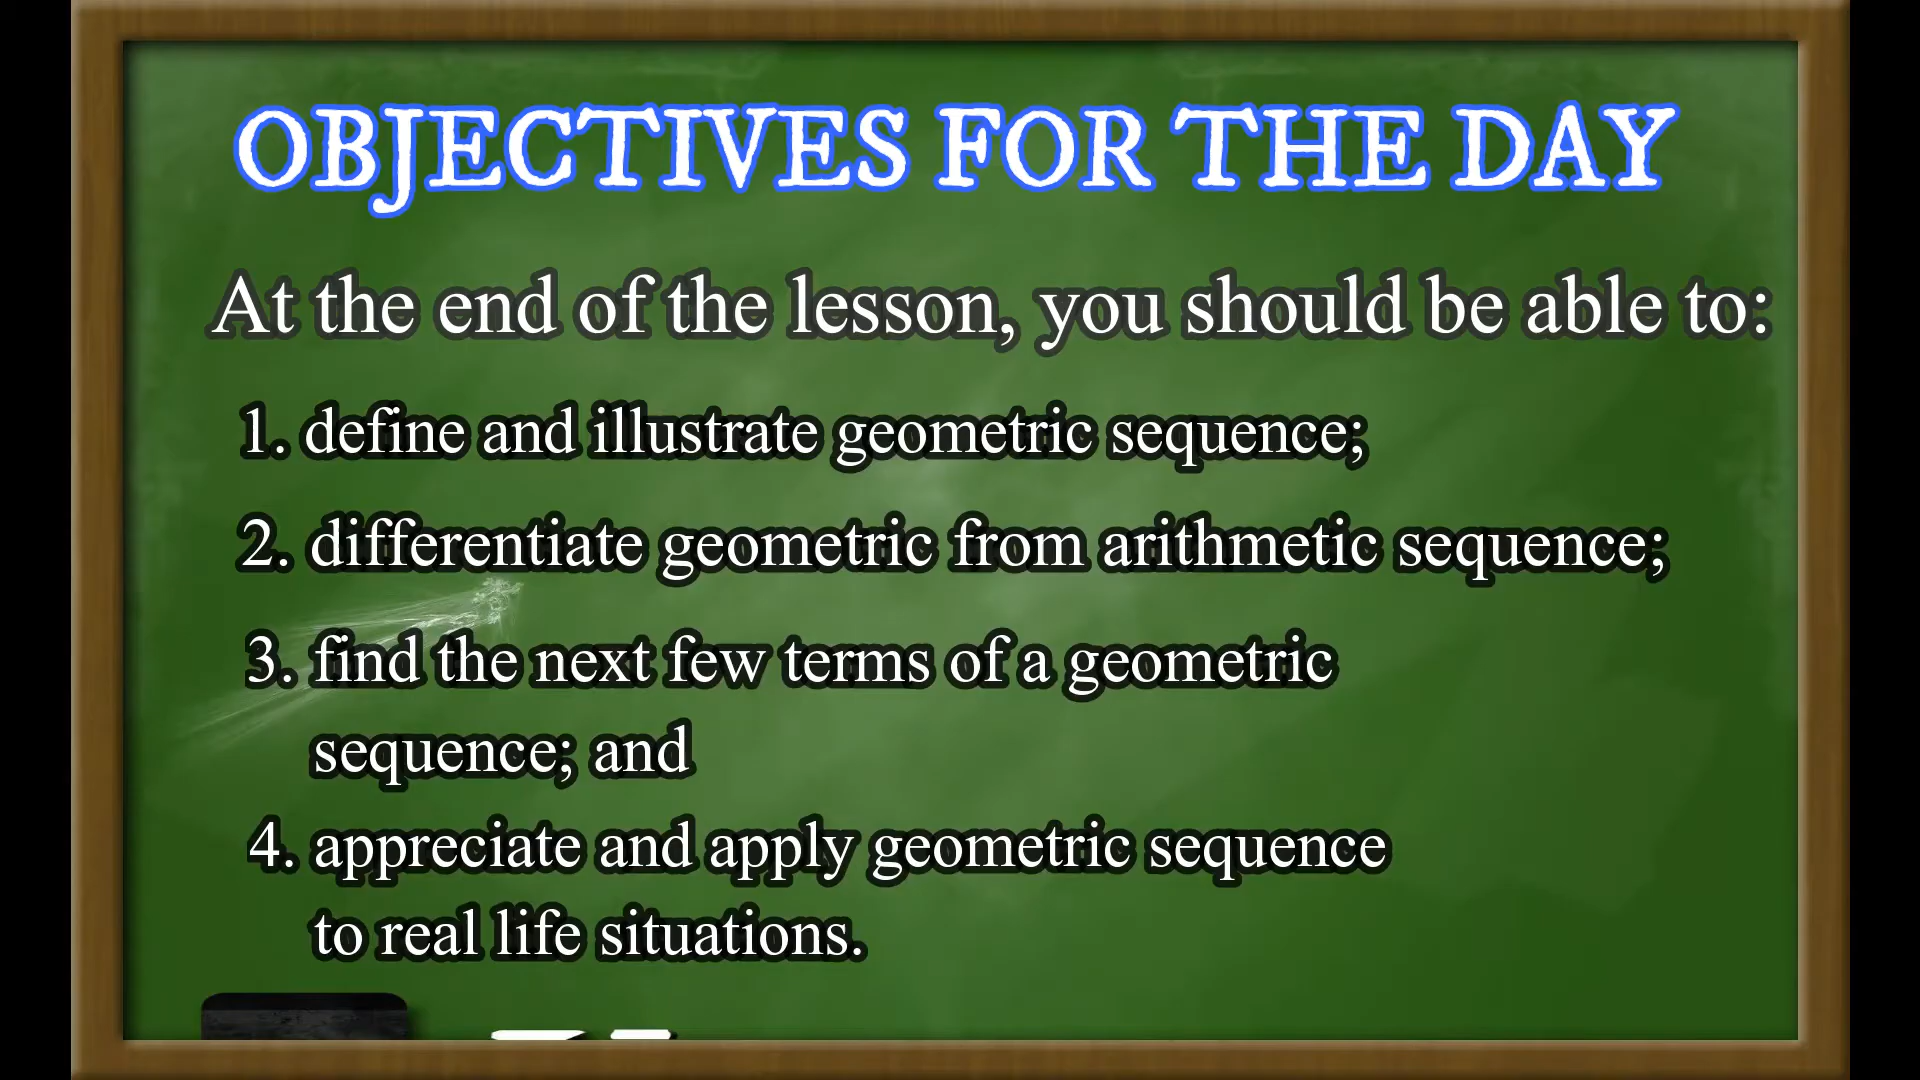 OBJECTIVES FOR THE DAY
At the end of the lesson, you should be able to:
1. define and illustrate geometric sequence;
2. differentiate geometric from arithmetic sequence;
3. find the next few terms of a geometric
sequence; and
4. appreciate and apply geometric sequence
to real life situations.